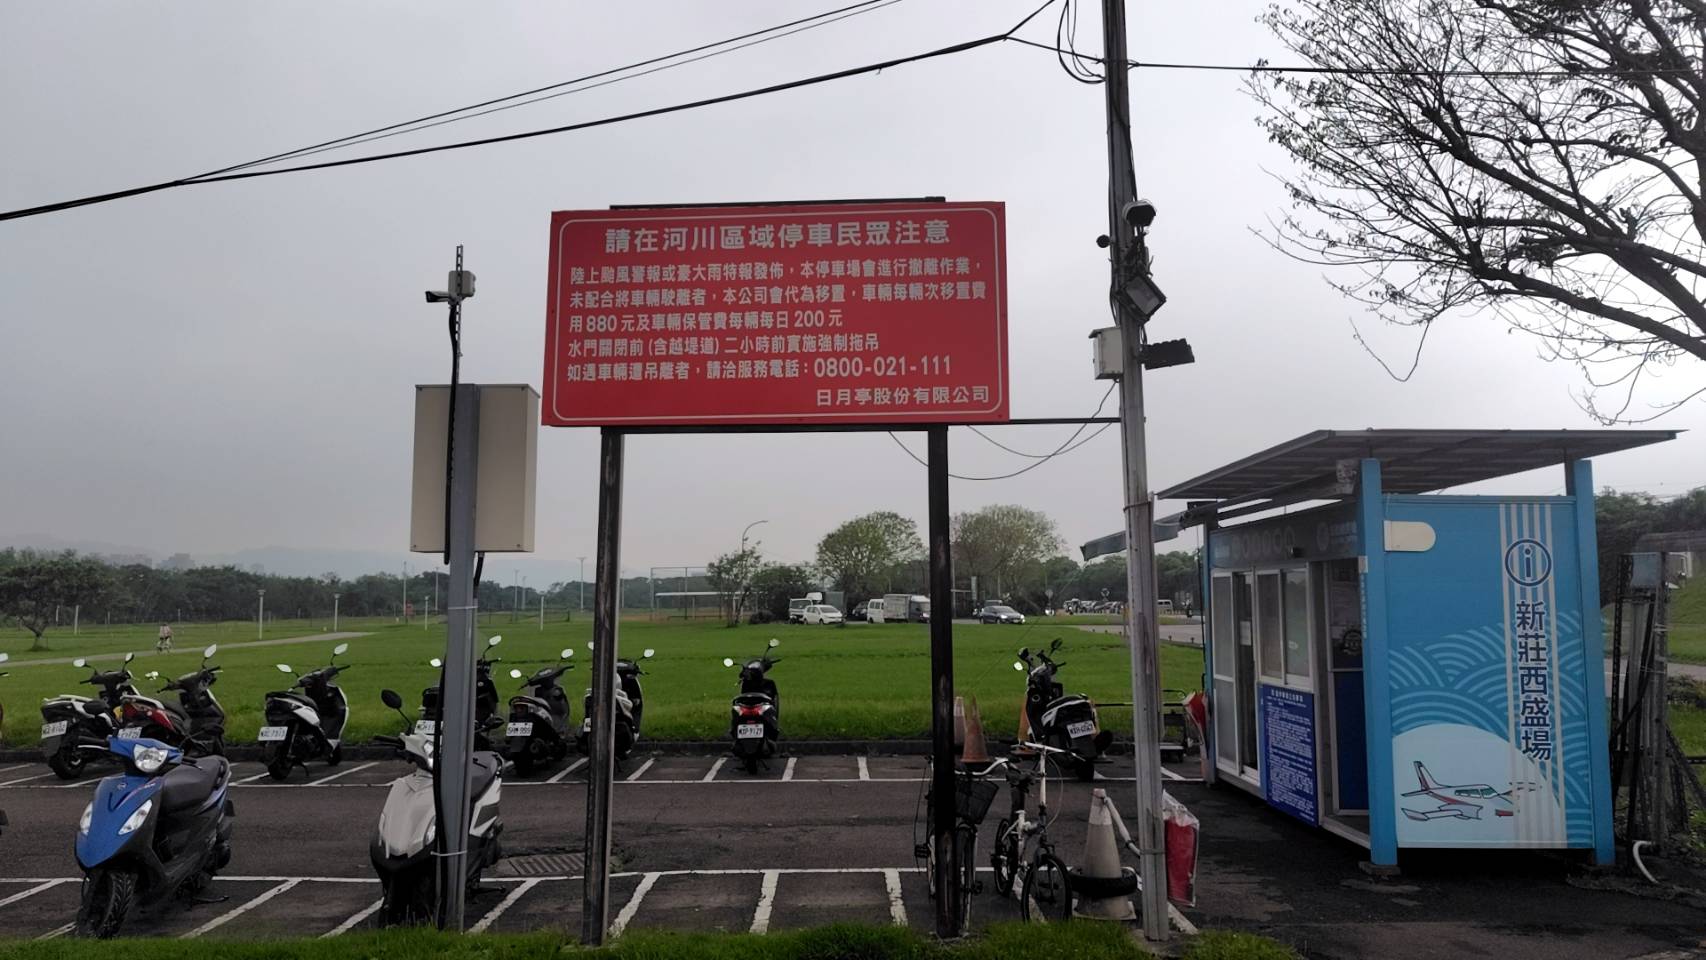 請在河川區域停車民眾注意
陸上颱風警報或豪大雨特報發佈，本停車場會進行撤離作業，
未配合將車輛駛離者，本公司會代為移置，車輛每輛次移置費
用880元及車輛保管費每輛每日200元
水門關閉前(含越堤道)二小時前實施強制拖吊
如遇車輛遭吊離者，請洽服務電話：0800-021-111
日月亭股份有限公司
i
新莊西盛場